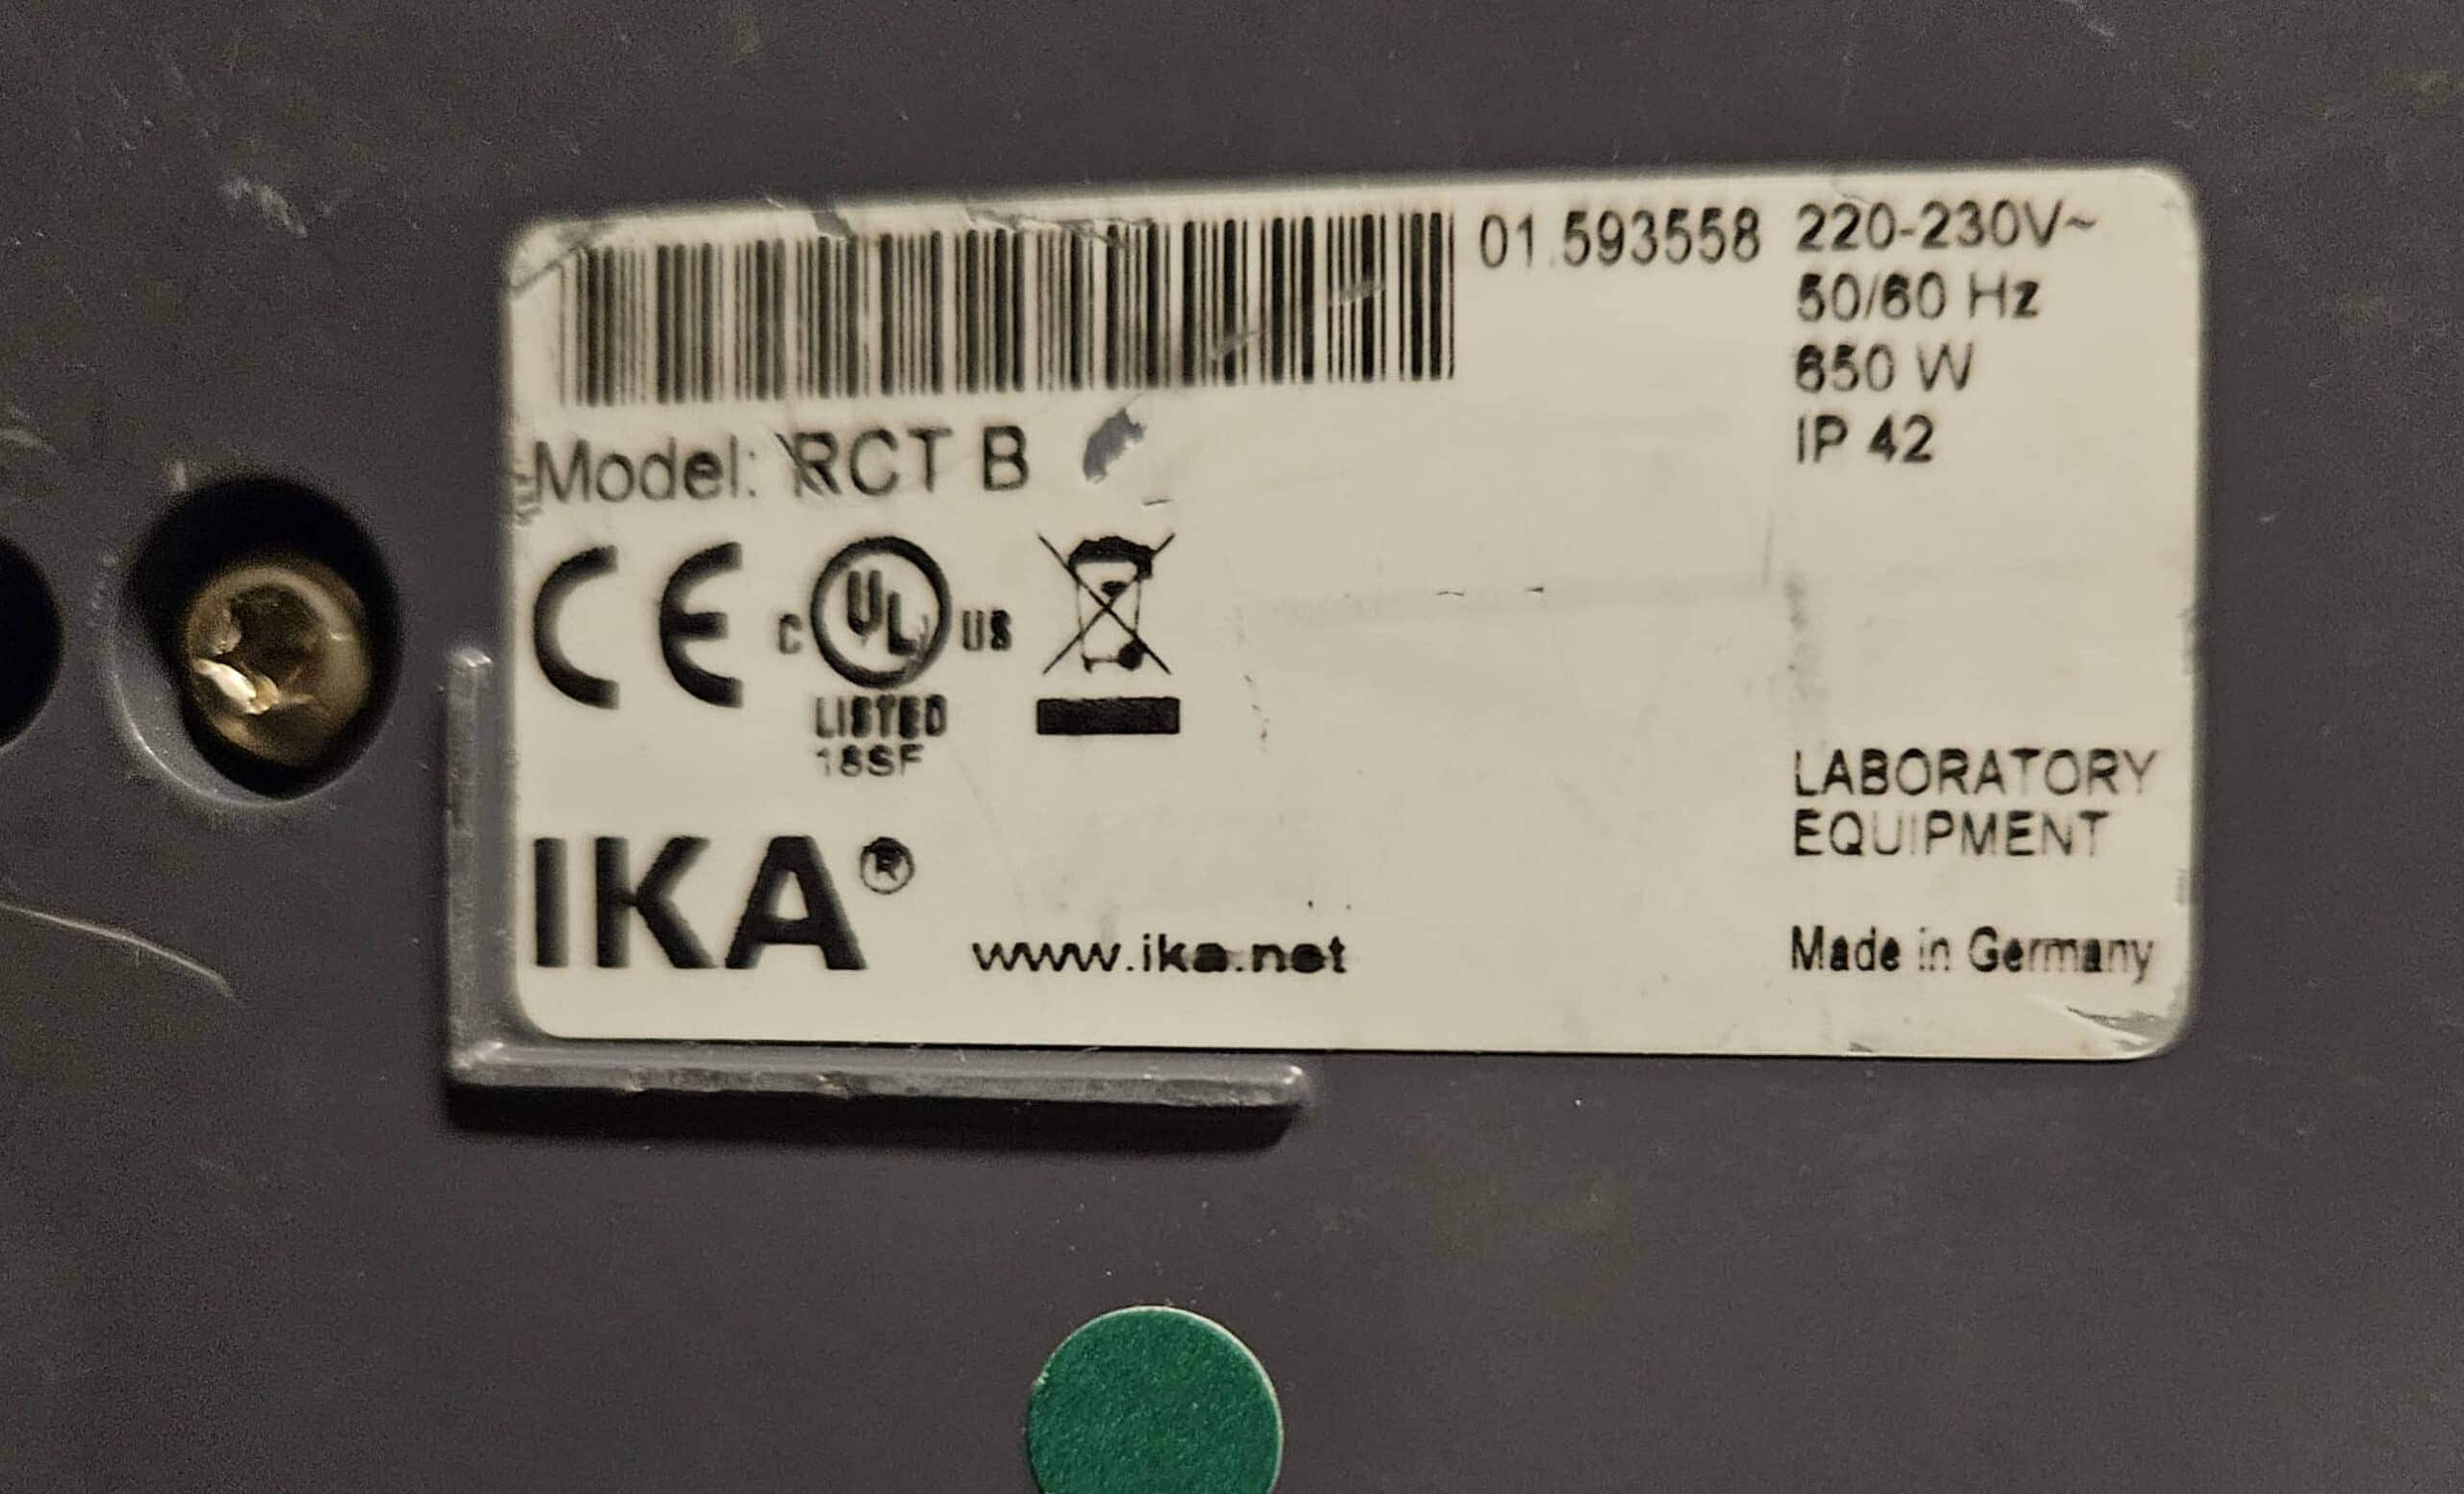 01.593558
220-230V~
50/60 Hz
650 W
IP 42
Model: RCT B
CE
C UL US
LISTED
18SF
IKA®
www.ika.net
LABORATORY
EQUIPMENT
Made in Germany